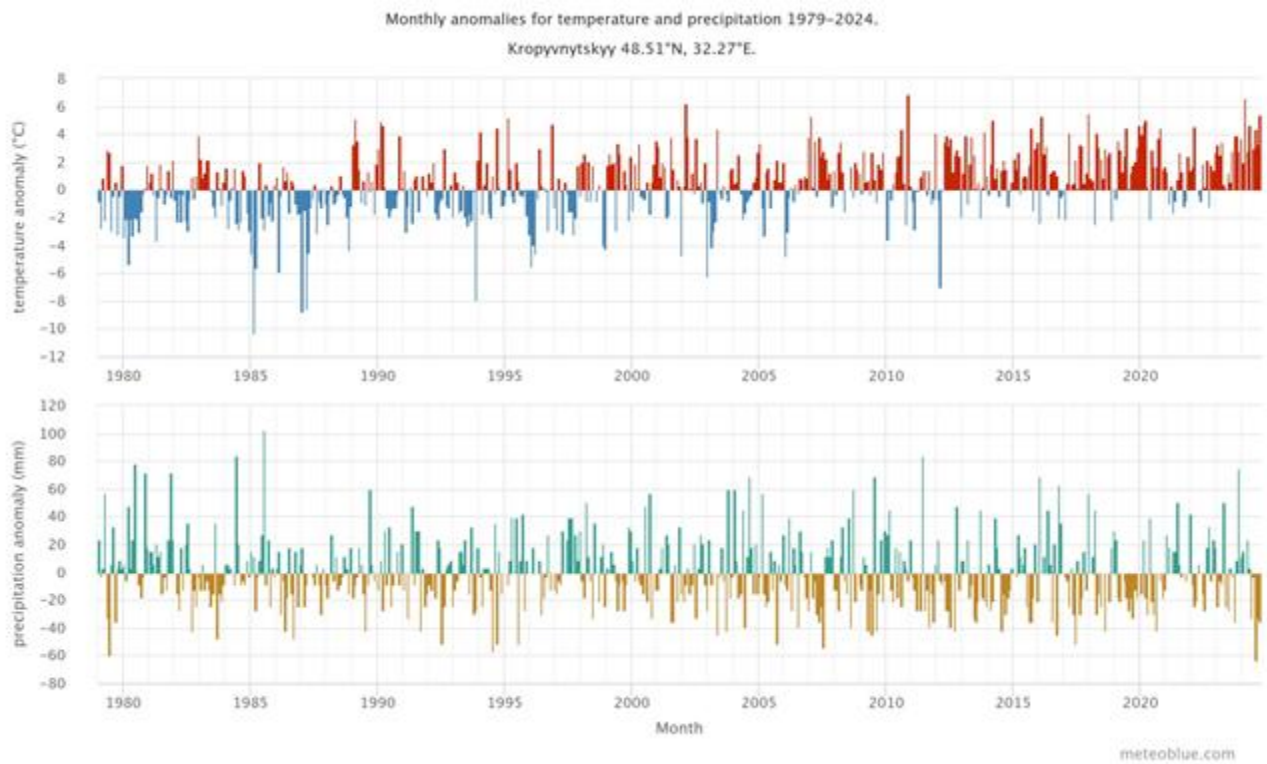 Monthly anomalies for temperature and precipitation 1979–2024.
Kropyvnytskyy 48.51°N, 32.27°E.
temperature anomaly (°C)
8
6
4
2
0
−2
−4
−6
−8
−10
−12
1980 1985 1990 1995 2000 2005 2010 2015 2020
precipitation anomaly (mm)
120
100
80
60
40
20
0
−20
−40
−60
−80
1980 1985 1990 1995 2000 2005 2010 2015 2020
Month
meteoblue.com